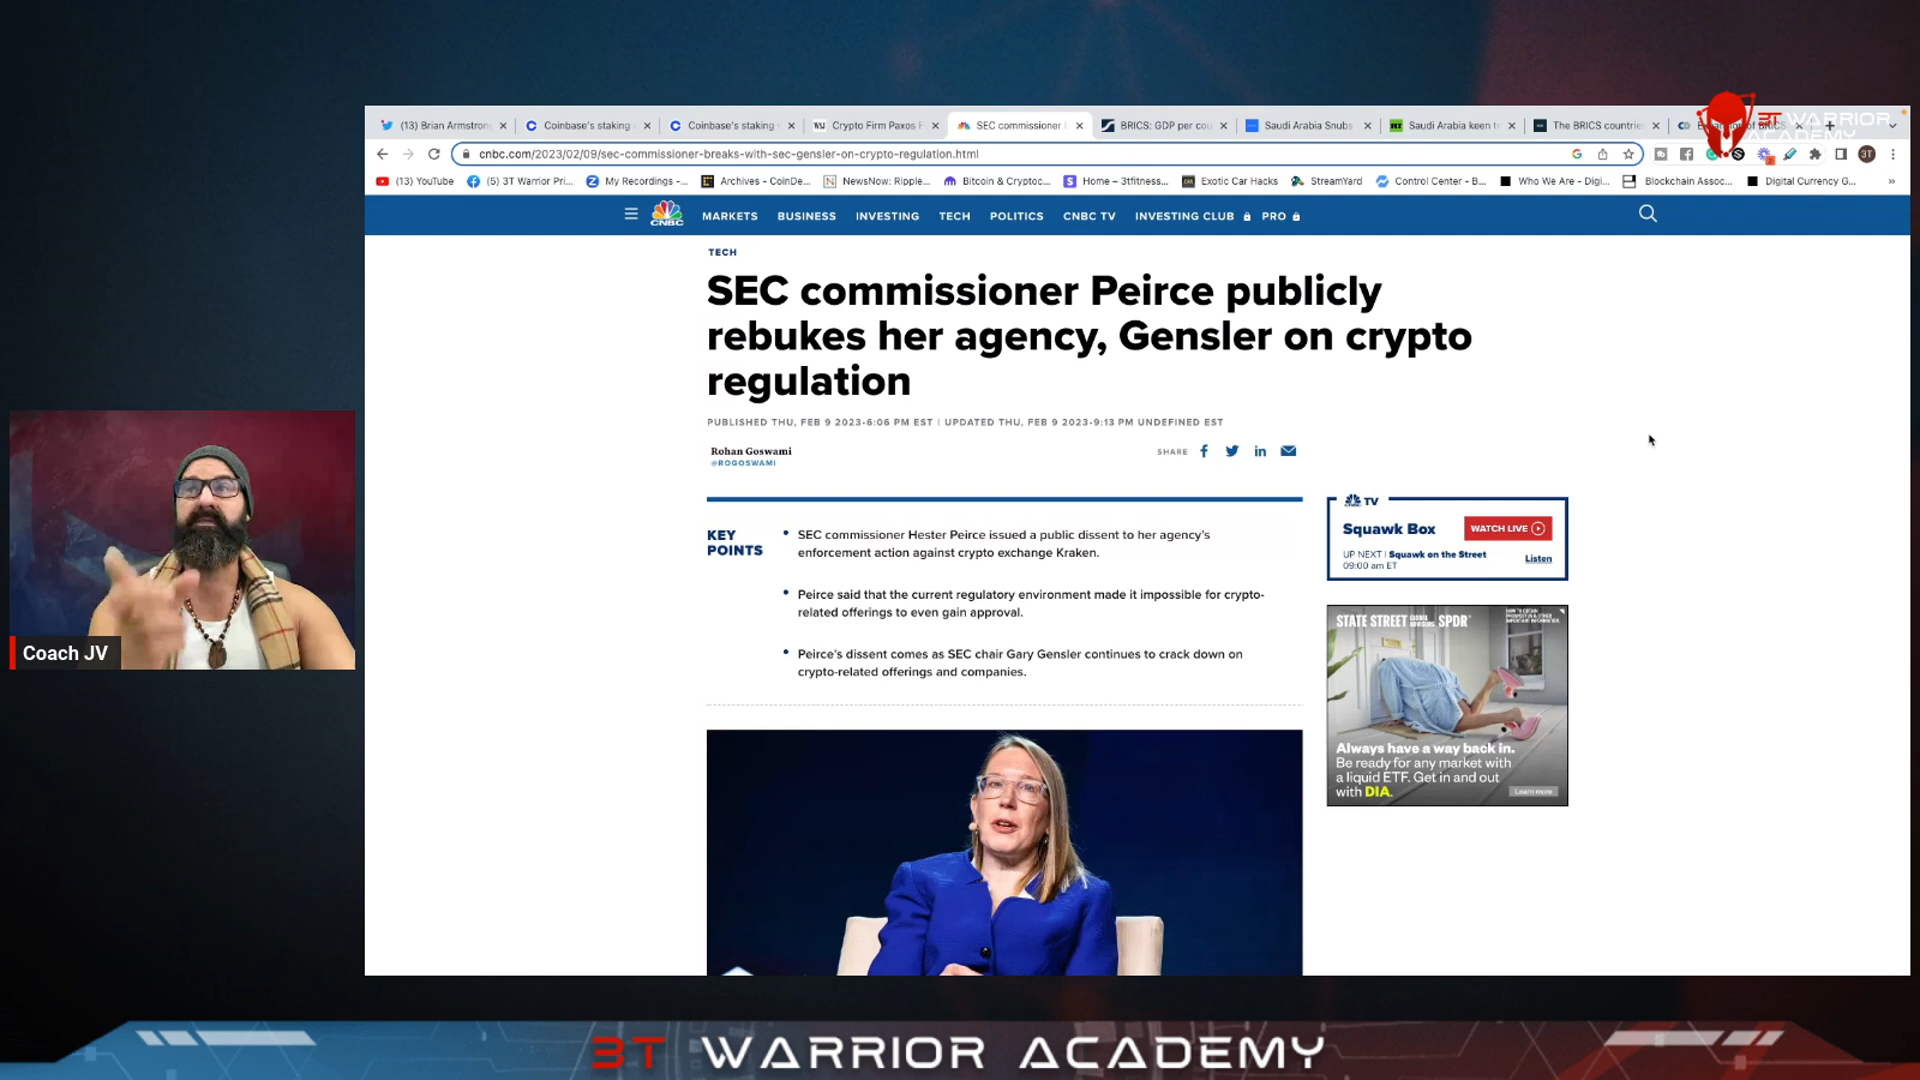 (13) Brian Armstron
Coinbase's staking
Coinbase's staking
WSJ Crypto Firm Paxos F
SEC commissioner
BRICS: GDP per cou
Saudi Arabia Snubs
RT Saudi Arabia keen t
The BRICS countrie
3T WARRIOR
ACADEMY
cnbc.com/2023/02/09/sec-commissioner-breaks-with-sec-gensler-on-crypto-regulation.html
(13) YouTube
(5) 3T Warrior Pri...
My Recordings -...
Archives - CoinDe...
NewsNow: Ripple...
Bitcoin & Cryptoc...
Home – 3tfitness...
Exotic Car Hacks
StreamYard
Control Center - B...
Who We Are - Digi...
Blockchain Assoc...
Digital Currency G...
»
CNBC
MARKETS BUSINESS INVESTING TECH POLITICS CNBC TV INVESTING CLUB PRO
TECH
SEC commissioner Peirce publicly
rebukes her agency, Gensler on crypto
regulation
PUBLISHED THU, FEB 9 2023-6:06 PM EST | UPDATED THU, FEB 9 2023-9:13 PM UNDEFINED EST
Rohan Goswami
@ROGOSWAMI
SHARE
KEY
POINTS
• SEC commissioner Hester Peirce issued a public dissent to her agency's
enforcement action against crypto exchange Kraken.
• Peirce said that the current regulatory environment made it impossible for crypto-
related offerings to even gain approval.
• Peirce's dissent comes as SEC chair Gary Gensler continues to crack down on
crypto-related offerings and companies.
TV
Squawk Box
WATCH LIVE
UP NEXT | Squawk on the Street
09:00 am ET
Listen
STATE STREET GLOBAL ADVISORS SPDR
Always have a way back in.
Be ready for any market with
a liquid ETF. Get in and out
with DIA.
Learn more
Coach JV
3T WARRIOR ACADEMY